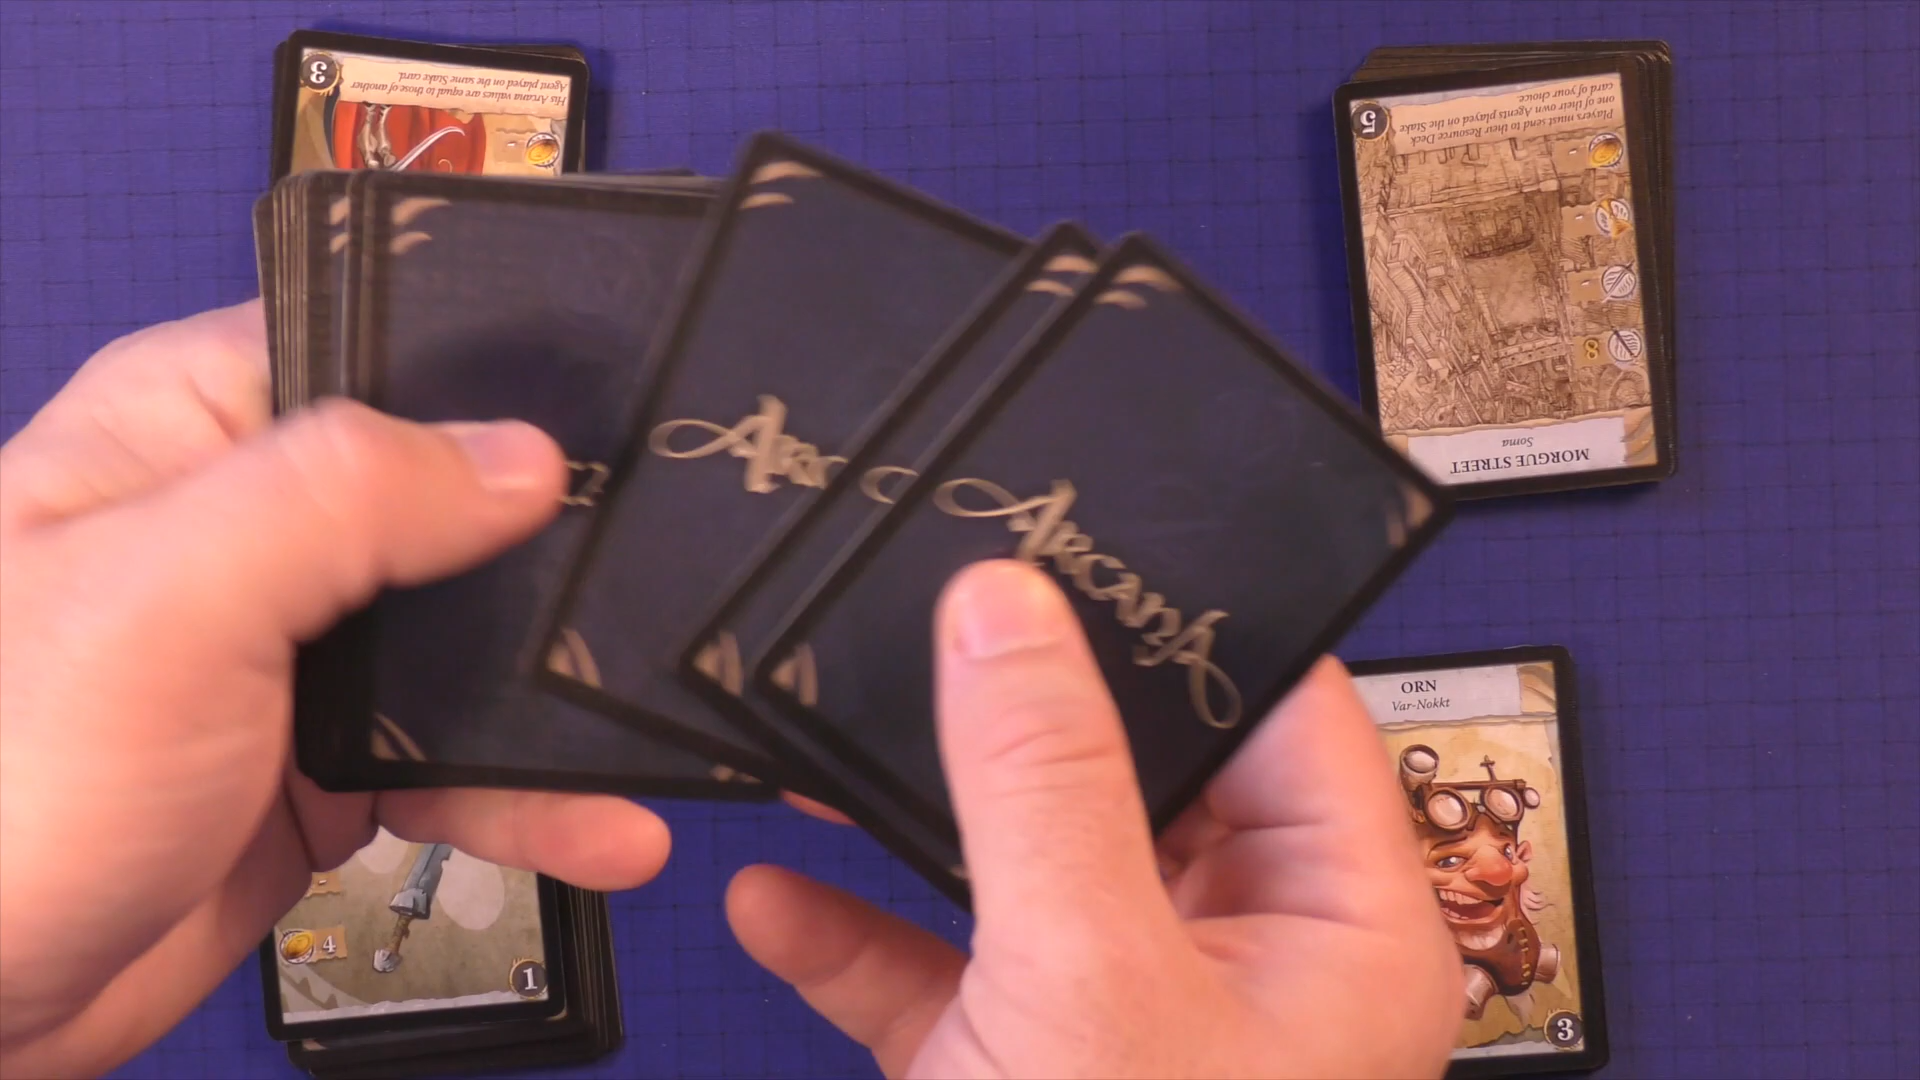 3
His Arcana values are equal to those of another
Agent played on the same Stake card.
-
5
Players must send to their Resource Deck
one of their own Agents played on the Stake
card of your choice.
-
-
-
8
Soma
MORGUE STREET
ARCANA
ORN
Var-Nokkt
3
4
1